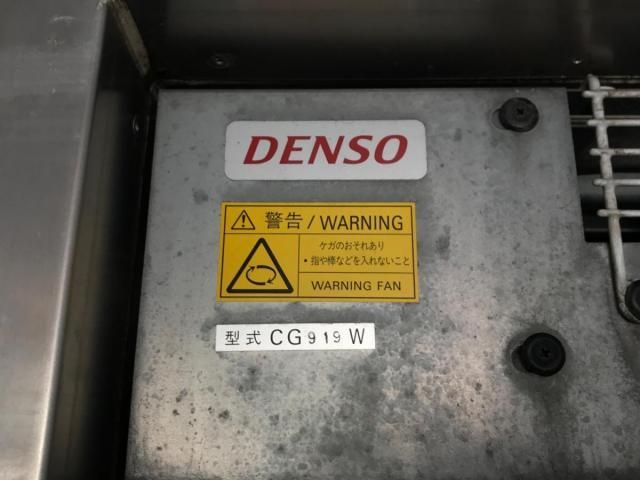 DENSO
警告/WARNING
ケガのおそれあり
・指や棒などを入れないこと
WARNING FAN
型式 CG919W